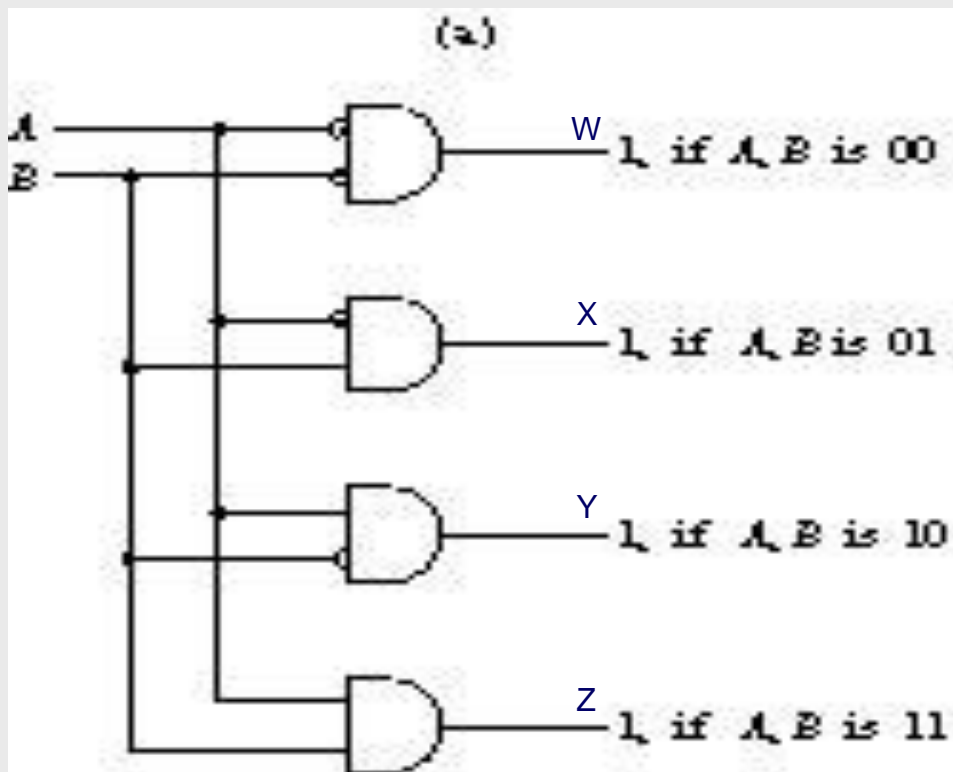 (a)
A
B
W
1, if A, B is 00
X
1, if A, B is 01
Y
1, if A, B is 10
Z
1, if A, B is 11